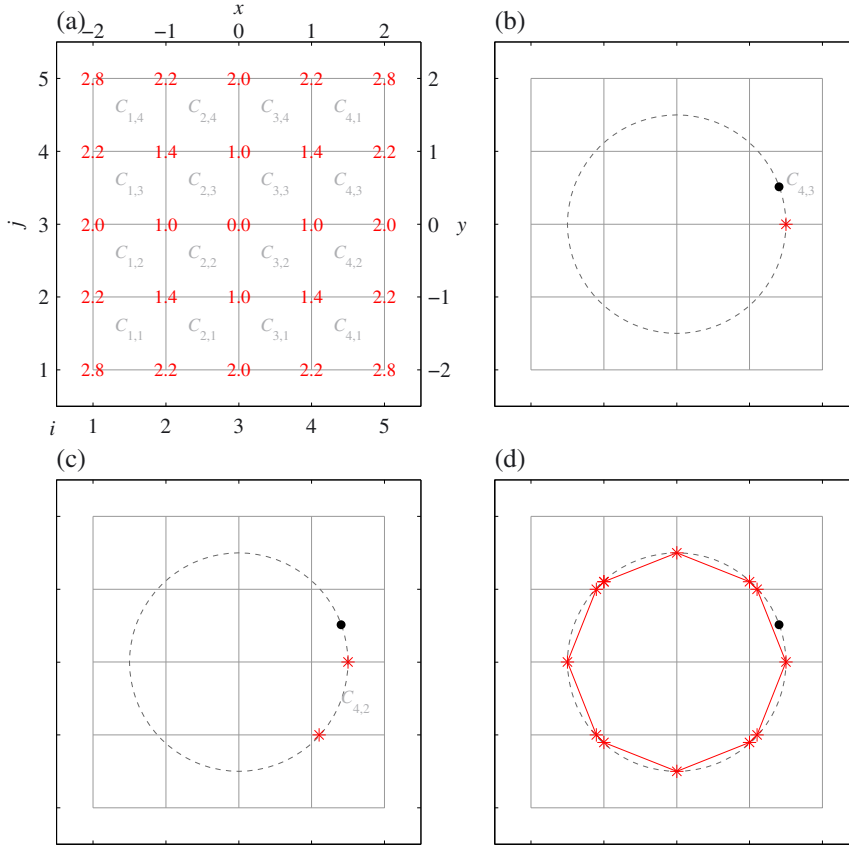 x
(a)
−2 −1 0 1 2
(b)
5 2.8 2.2 2.0 2.2 2.8 2
C1,4 C2,4 C3,4 C4,1
4 2.2 1.4 1.0 1.4 2.2 1
C1,3 C2,3 C3,3 C4,3
C4,3
j 3 2.0 1.0 0.0 1.0 2.0 0 y
C1,2 C2,2 C3,2 C4,2
2 2.2 1.4 1.0 1.4 2.2 −1
C1,1 C2,1 C3,1 C4,1
1 2.8 2.2 2.0 2.2 2.8 −2
i 1 2 3 4 5
(c)
(d)
C4,2